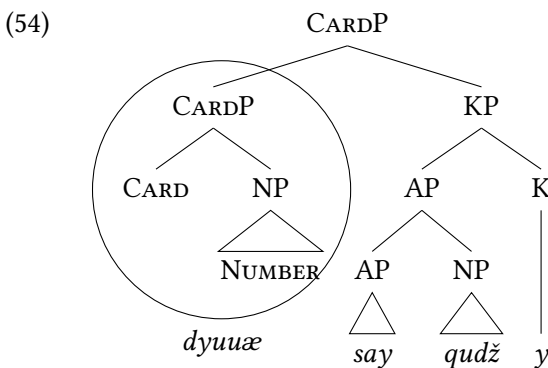 (54) CARDP
CARDP KP
CARD NP AP K
NUMBER AP NP
dyuuæ say qudž y